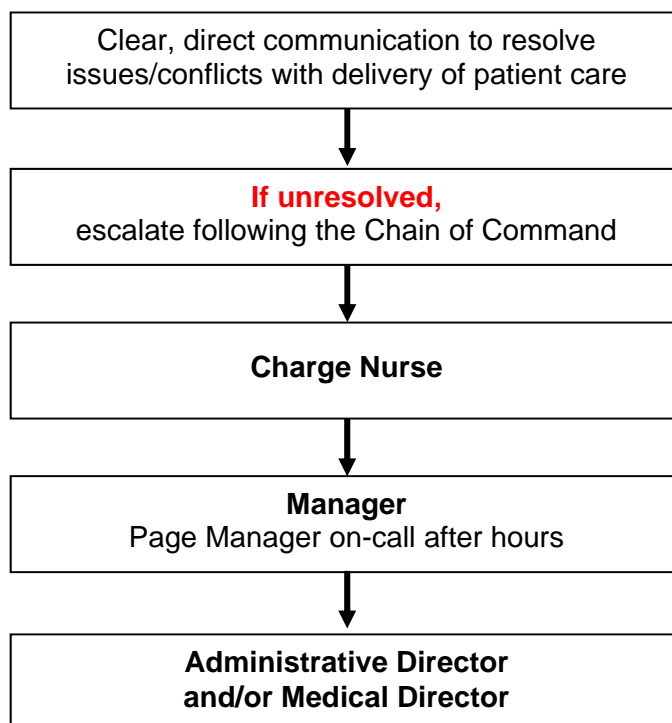 Clear, direct communication to resolve
issues/conflicts with delivery of patient care
If unresolved,
escalate following the Chain of Command
Charge Nurse
Manager
Page Manager on-call after hours
Administrative Director
and/or Medical Director